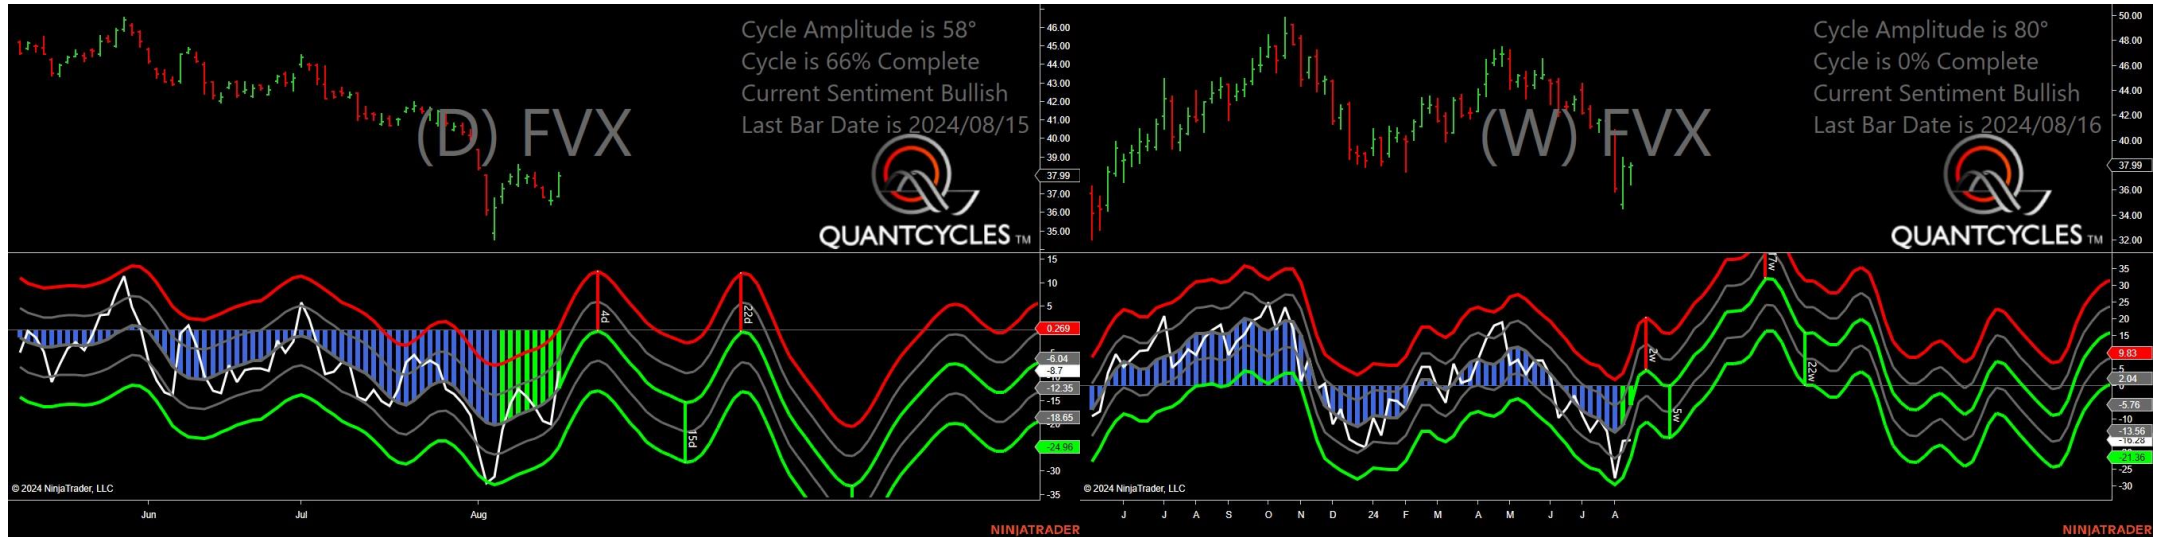 Cycle Amplitude is 58°
Cycle is 66% Complete
Current Sentiment Bullish
Last Bar Date is 2024/08/15
(D) FVX
QUANTCYCLES TM
46.00
45.00
44.00
43.00
42.00
41.00
40.00
39.00
37.99
37.00
36.00
35.00
15
10
5
0.269
-6.04
-8.7
-12.35
-15
-18.65
-24.96
-30
-35
4d
22d
15d
© 2024 NinjaTrader, LLC
Jun
Jul
Aug
NINJATRADER
Cycle Amplitude is 80°
Cycle is 0% Complete
Current Sentiment Bullish
Last Bar Date is 2024/08/16
(W) FVX
QUANTCYCLES TM
50.00
48.00
46.00
44.00
42.00
40.00
37.99
36.00
34.00
32.00
35
30
25
20
15
9.83
5
2.04
-5.76
-10
-13.56
-16.28
-21.36
-25
-30
2w
5w
22w
© 2024 NinjaTrader, LLC
J
J
A
S
O
N
D
24
F
M
A
M
J
J
A
NINJATRADER